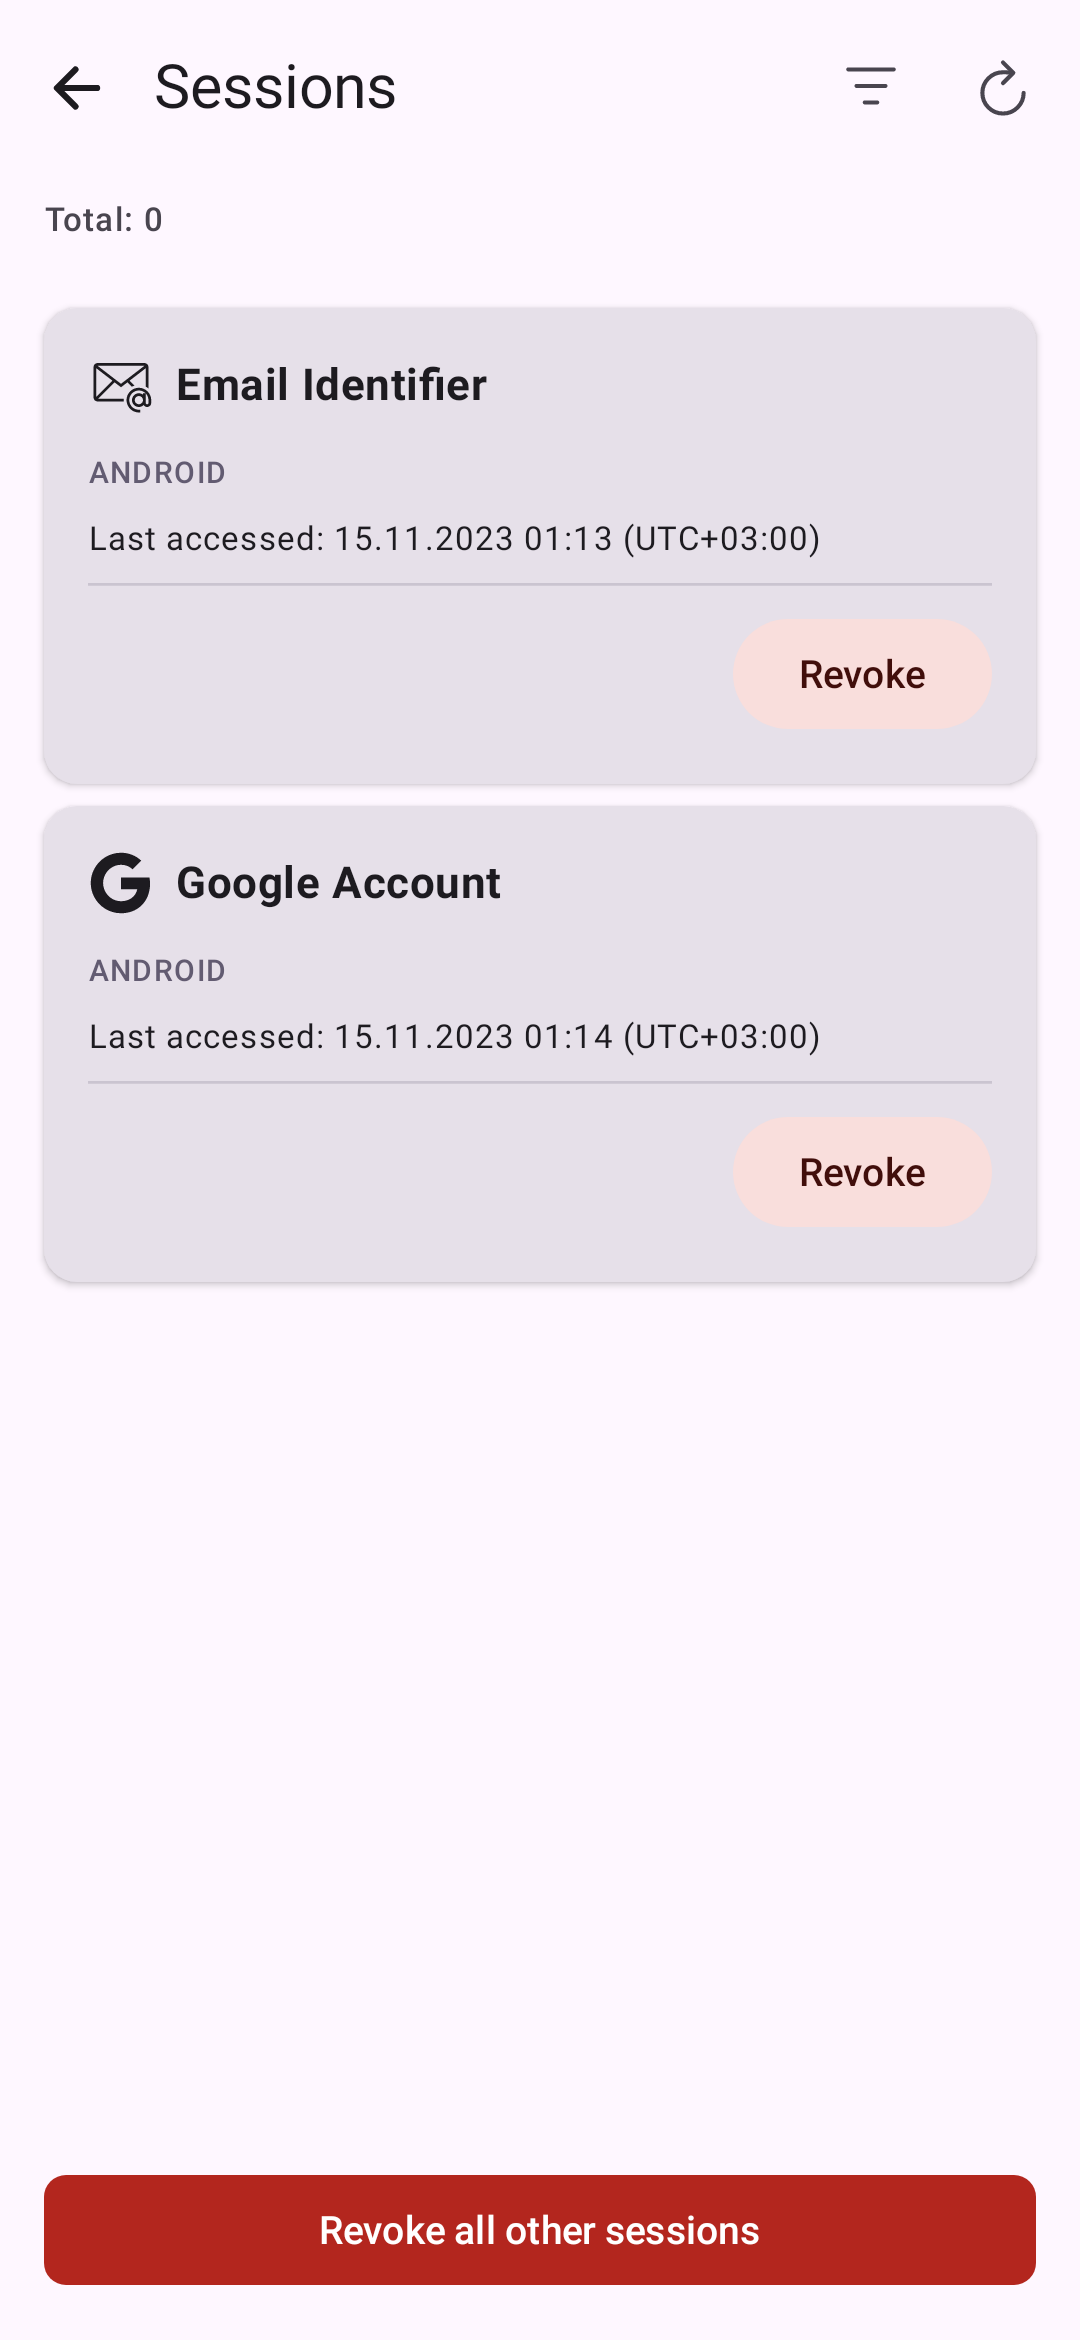 Sessions
Total: 0
Email Identifier
ANDROID
Last accessed: 15.11.2023 01:13 (UTC+03:00)
Revoke
Google Account
ANDROID
Last accessed: 15.11.2023 01:14 (UTC+03:00)
Revoke
Revoke all other sessions